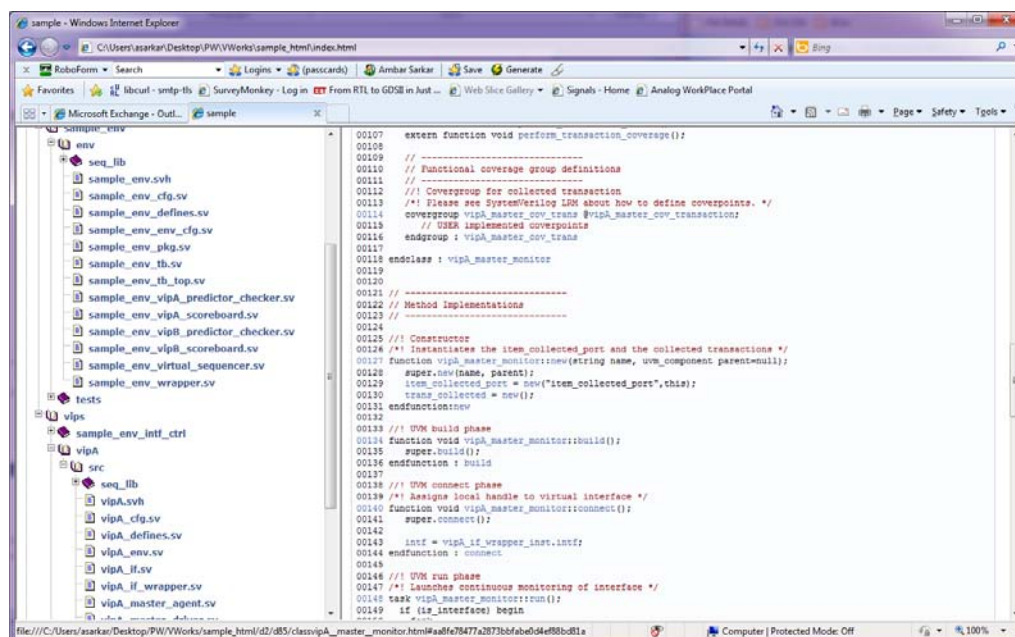 sample - Windows Internet Explorer
C:\Users\asarkar\Desktop\PW\VWorks\sample_html\index.html
Bing
RoboForm Search Logins (passcards) Ambar Sarkar Save Generate
Favorites libcurl - smtp-tls SurveyMonkey - Log in From RTL to GDSII in Just ... Web Slice Gallery Signals - Home Analog WorkPlace Portal
Microsoft Exchange - Outl... sample Page Safety Tools
sample_env
env
seq_lib
sample_env.svh
sample_env_cfg.sv
sample_env_defines.sv
sample_env_env_cfg.sv
sample_env_pkg.sv
sample_env_tb.sv
sample_env_tb_top.sv
sample_env_vipA_predictor_checker.sv
sample_env_vipA_scoreboard.sv
sample_env_vipB_predictor_checker.sv
sample_env_vipB_scoreboard.sv
sample_env_virtual_sequencer.sv
sample_env_wrapper.sv
tests
vips
sample_env_intf_ctrl
vipA
src
seq_lib
vipA.svh
vipA_cfg.sv
vipA_defines.sv
vipA_env.sv
vipA_if.sv
vipA_if_wrapper.sv
vipA_master_agent.sv
vipA_master_driver.sv
00107 extern function void perform_transaction_coverage();
00108
00109 // -------------------------------
00110 // Functional coverage group definitions
00111 // -------------------------------
00112 //! Covergroup for collected transaction
00113 /*! Please see SystemVerilog LRM about how to define coverpoints. */
00114 covergroup vipA_master_cov_trans @vipA_master_cov_transaction;
00115 // USER implemented coverpoints
00116 endgroup : vipA_master_cov_trans
00117
00118 endclass : vipA_master_monitor
00119
00120
00121 // -------------------------------
00122 // Method Implementations
00123 // -------------------------------
00124
00125 //! Constructor
00126 /*! Instantiates the item_collected_port and the collected transactions */
00127 function vipA_master_monitor::new(string name, uvm_component parent=null);
00128 super.new(name, parent);
00129 item_collected_port = new("item_collected_port",this);
00130 trans_collected = new();
00131 endfunction:new
00132
00133 //! UVM build phase
00134 function void vipA_master_monitor::build();
00135 super.build();
00136 endfunction : build
00137
00138 //! UVM connect phase
00139 /*! Assigns local handle to virtual interface */
00140 function void vipA_master_monitor::connect();
00141 super.connect();
00142
00143 intf = vipA_if_wrapper_inst.intf;
00144 endfunction : connect
00145
00146 //! UVM run phase
00147 /*! Launches continuous monitoring of interface */
00148 task vipA_master_monitor::run();
00149 if (is_interface) begin
file:///C:/Users/asarkar/Desktop/PW/VWorks/sample_html/d2/d85/classvipA__master__monitor.html#aa8fe78477a2873bbfabe0d4ef88bd81a
Computer | Protected Mode: Off
100%